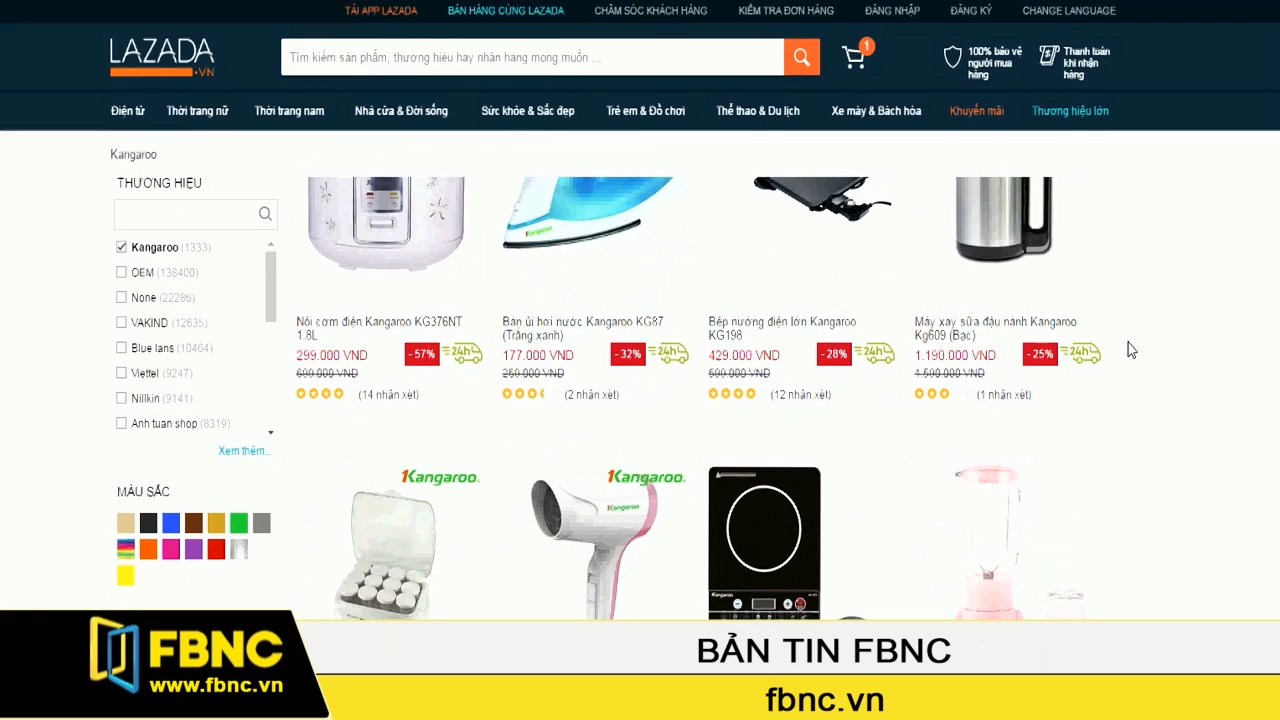 TẢI APP LAZADA
BÁN HÀNG CÙNG LAZADA
CHĂM SÓC KHÁCH HÀNG
KIỂM TRA ĐƠN HÀNG
ĐĂNG NHẬP
ĐĂNG KÝ
CHANGE LANGUAGE
LAZADA
.VN
Tìm kiếm sản phẩm, thương hiệu hay nhãn hàng mong muốn ...
1
100% bảo vệ
người mua
hàng
Thanh toán
khi nhận
hàng
Điện tử
Thời trang nữ
Thời trang nam
Nhà cửa & Đời sống
Sức khỏe & Sắc đẹp
Trẻ em & Đồ chơi
Thể thao & Du lịch
Xe máy & Bách hóa
Khuyến mãi
Thương hiệu lớn
Kangaroo
THƯƠNG HIỆU
Kangaroo (1333)
OEM (138400)
None (22286)
VAKIND (12635)
Blue lans (10464)
Viettel (9247)
Nillkin (9141)
Anh tuan shop (8319)
Xem thêm...
MÀU SẮC
Nồi cơm điện Kangaroo KG376NT
1.8L
299.000 VND
-57%
24h
699.000 VND
(14 nhận xét)
Bàn ủi hơi nước Kangaroo KG87
(Trắng xanh)
177.000 VND
-32%
24h
259.000 VND
(2 nhận xét)
Bếp nướng điện lớn Kangaroo
KG198
429.000 VND
-28%
24h
599.000 VND
(12 nhận xét)
Máy xay sữa đậu nành Kangaroo
Kg609 (Bạc)
1.190.000 VND
-25%
24h
1.599.000 VND
(1 nhận xét)
Kangaroo
Kangaroo
Kangaroo
Kangaroo
FBNC
www.fbnc.vn
BẢN TIN FBNC
fbnc.vn